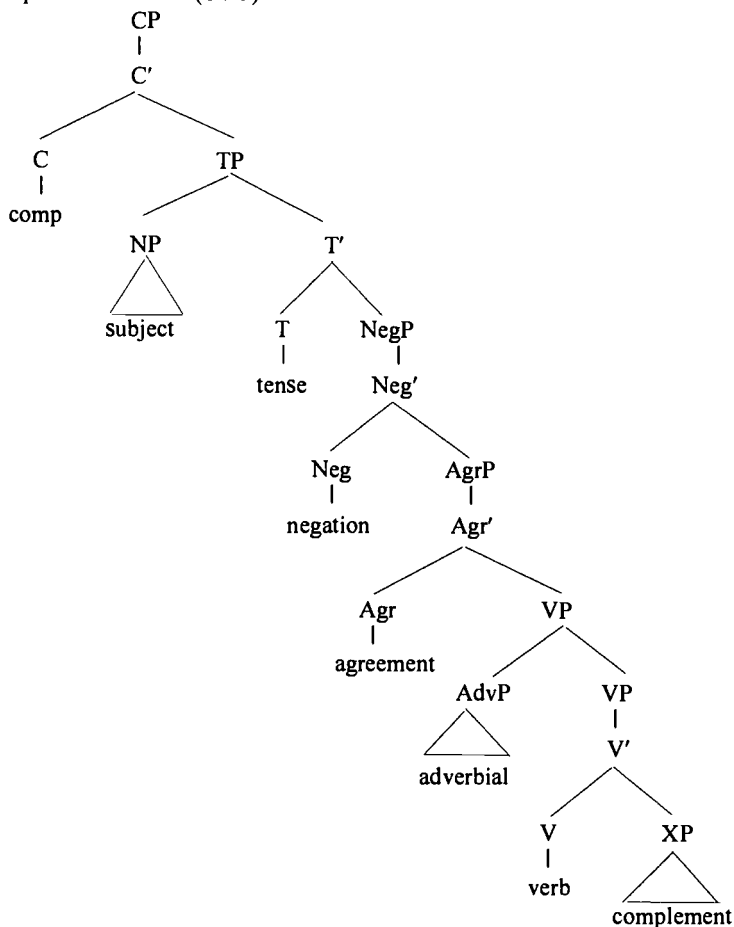 CP
C′
C TP
comp
NP T′
subject T NegP
tense Neg′
Neg AgrP
negation Agr′
Agr VP
agreement
AdvP VP
V′
adverbial
V XP
verb
complement